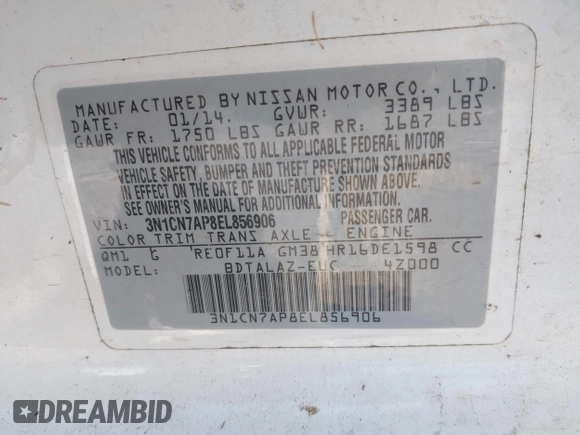 MANUFACTURED BY NISSAN MOTOR CO., LTD.
DATE: 01/14. GVWR: 3389 LBS
GAWR FR: 1750 LBS GAWR RR: 1687 LBS
THIS VEHICLE CONFORMS TO ALL APPLICABLE FEDERAL MOTOR
VEHICLE SAFETY, BUMPER AND THEFT PREVENTION STANDARDS
IN EFFECT ON THE DATE OF MANUFACTURE SHOWN ABOVE.
SEE OWNER'S MANUAL FOR ADDITIONAL INFORMATION.
VIN: 3N1CN7AP8EL856906 PASSENGER CAR.
COLOR TRIM TRANS AXLE ENGINE
QM1 G RE0F11A GM38 HR16DE1598 CC
MODEL: BDTALAZ-EUC 4Z000
3N1CN7AP8EL856906
DREAMBID